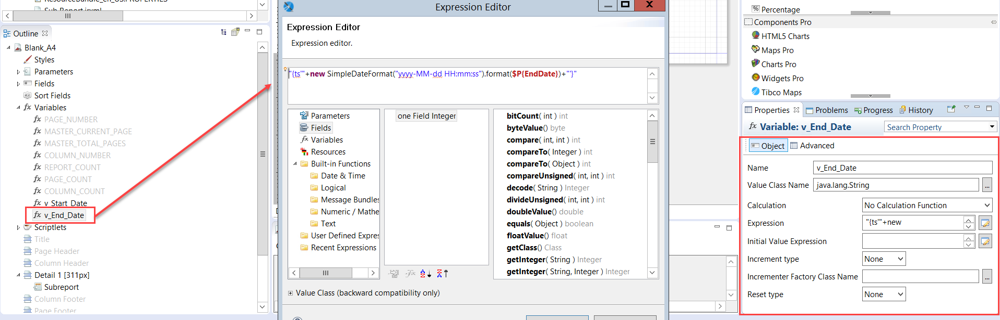 ResourceBundle_en_US.PROPERTIES
Sub Report.jrxml
Outline
Blank_A4
Styles
Parameters
Fields
Sort Fields
Variables
PAGE_NUMBER
MASTER_CURRENT_PAGE
MASTER_TOTAL_PAGES
COLUMN_NUMBER
REPORT_COUNT
PAGE_COUNT
COLUMN_COUNT
v_Start_Date
v_End_Date
Scriptlets
Title
Page Header
Column Header
Detail 1 [311px]
Subreport
Column Footer
Page Footer
Expression Editor
Expression Editor
Expression editor.
"{ts'"+new SimpleDateFormat("yyyy-MM-dd HH:mm:ss").format($P{EndDate})+"'}"
Parameters
Fields
Variables
Resources
Built-in Functions
Date & Time
Logical
Message Bundles
Numeric / Mathe
Text
User Defined Expres
Recent Expressions
one Field Integer
bitCount( int ) int
byteValue() byte
compare( int, int ) int
compareTo( Integer ) int
compareTo( Object ) int
compareUnsigned( int, int ) int
decode( String ) Integer
divideUnsigned( int, int ) int
doubleValue() double
equals( Object ) boolean
floatValue() float
getClass() Class
getInteger( String ) Integer
getInteger( String, Integer ) Integer
Value Class (backward compatibility only)
Percentage
Components Pro
HTML5 Charts
Maps Pro
Charts Pro
Widgets Pro
Tibco Maps
Properties Problems Progress History
Variable: v_End_Date Search Property
Object Advanced
Name v_End_Date
Value Class Name java.lang.String ...
Calculation No Calculation Function
Expression "{ts'"+new
Initial Value Expression
Increment type None
Incrementer Factory Class Name ...
Reset type None